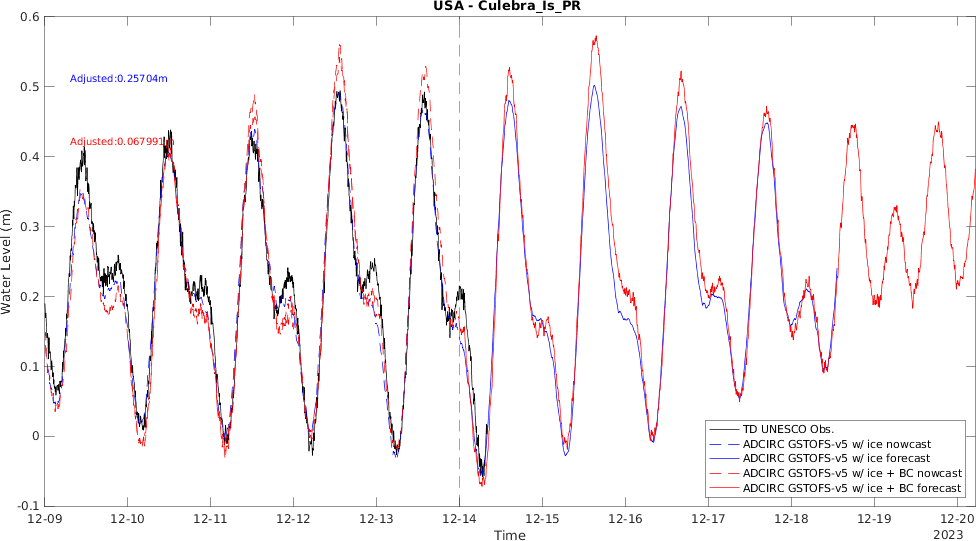 USA - Culebra_Is_PR
0.6
0.5
0.4
0.3
0.2
0.1
0
-0.1
Water Level (m)
Adjusted:0.25704m
Adjusted:0.067991m
TD UNESCO Obs.
ADCIRC GSTOFS-v5 w/ ice nowcast
ADCIRC GSTOFS-v5 w/ ice forecast
ADCIRC GSTOFS-v5 w/ ice + BC nowcast
ADCIRC GSTOFS-v5 w/ ice + BC forecast
12-09 12-10 12-11 12-12 12-13 12-14 12-15 12-16 12-17 12-18 12-19 12-20
Time
2023